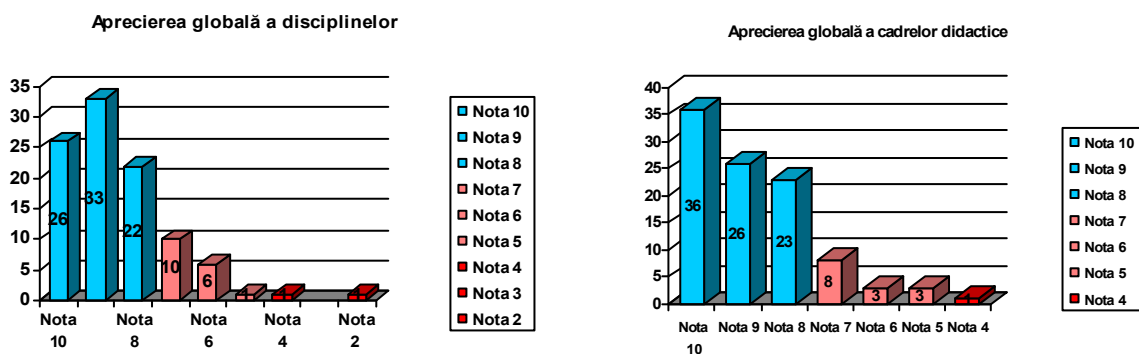 Aprecierea globală a disciplinelor
35
30
25
20
15
10
5
0
26
33
22
10
6
1
1
1
Nota 10
Nota 8
Nota 6
Nota 4
Nota 2
Nota 10
Nota 9
Nota 8
Nota 7
Nota 6
Nota 5
Nota 4
Nota 3
Nota 2
Aprecierea globală a cadrelor didactice
40
35
30
25
20
15
10
5
0
36
26
23
8
3
3
1
Nota 10
Nota 9
Nota 8
Nota 7
Nota 6
Nota 5
Nota 4
Nota 10
Nota 9
Nota 8
Nota 7
Nota 6
Nota 5
Nota 4